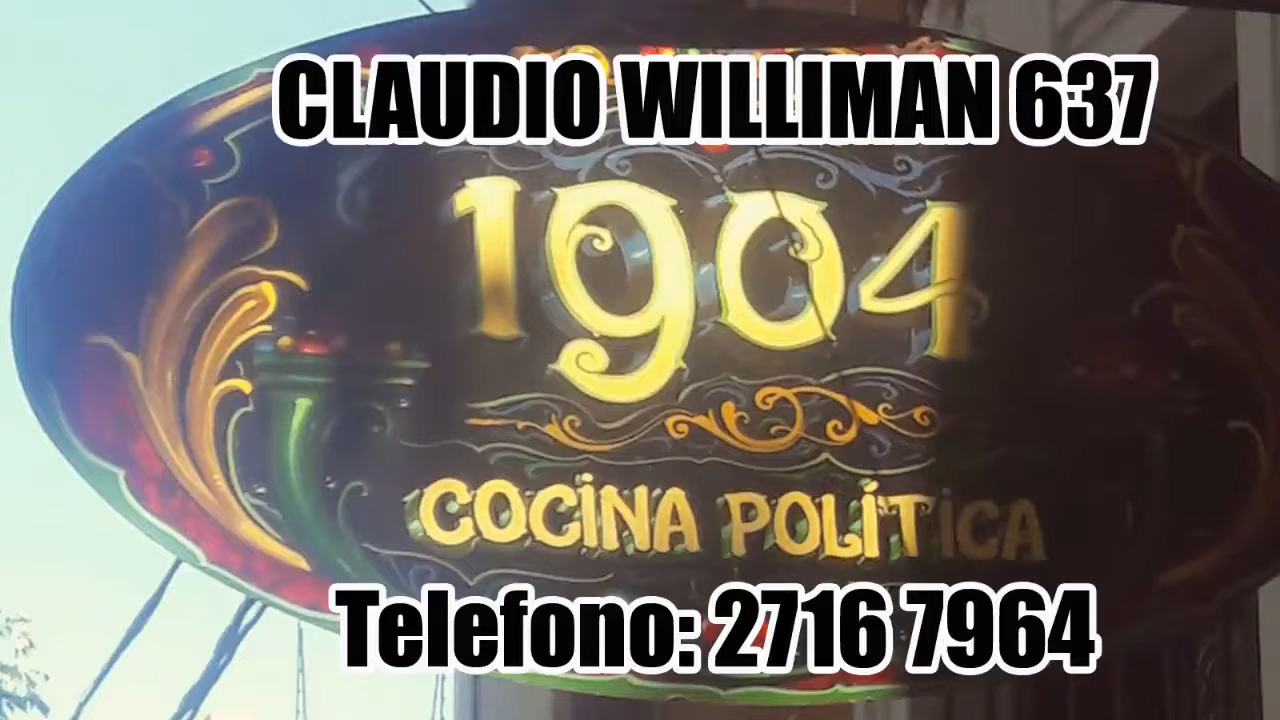 CLAUDIO WILLIMAN 637
1904
COCINA POLÍTICA
Telefono: 2716 7964